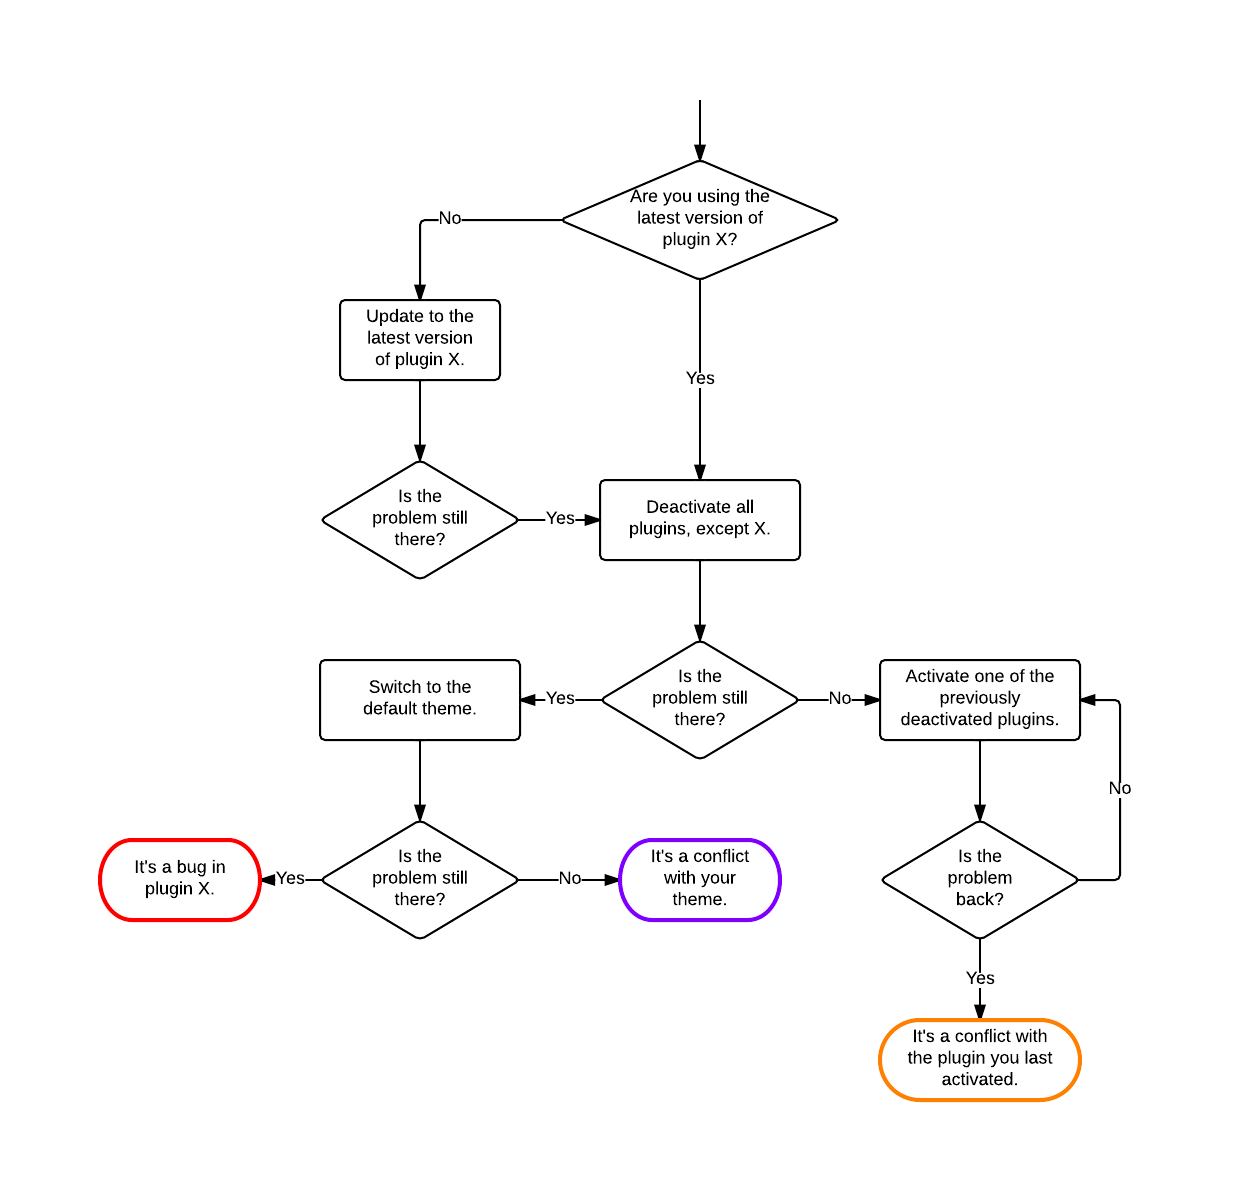 Are you using the
latest version of
plugin X?
No
Update to the
latest version
of plugin X.
Yes
Is the
problem still
there?
Yes
Deactivate all
plugins, except X.
Switch to the
default theme.
Yes
Is the
problem still
there?
No
Activate one of the
previously
deactivated plugins.
No
It's a bug in
plugin X.
Yes
Is the
problem still
there?
No
It's a conflict
with your
theme.
Is the
problem
back?
Yes
It's a conflict with
the plugin you last
activated.